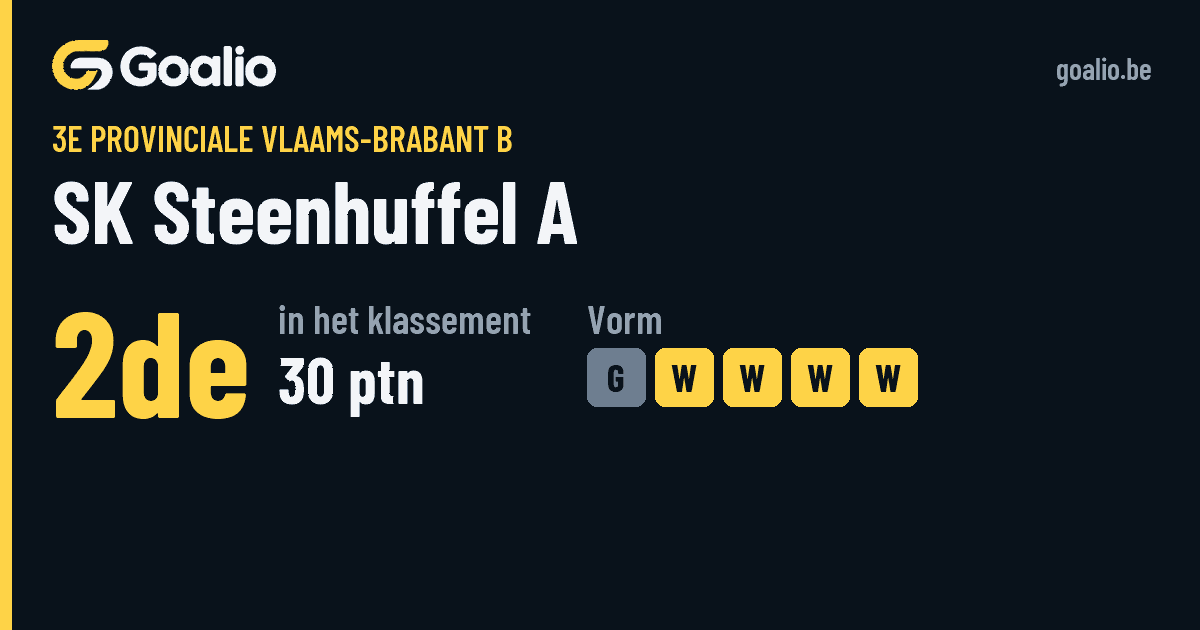 Goalio
goalio.be
3E PROVINCIALE VLAAMS-BRABANT B
SK Steenhuffel A
2de
in het klassement
30 ptn
Vorm
G W W W W